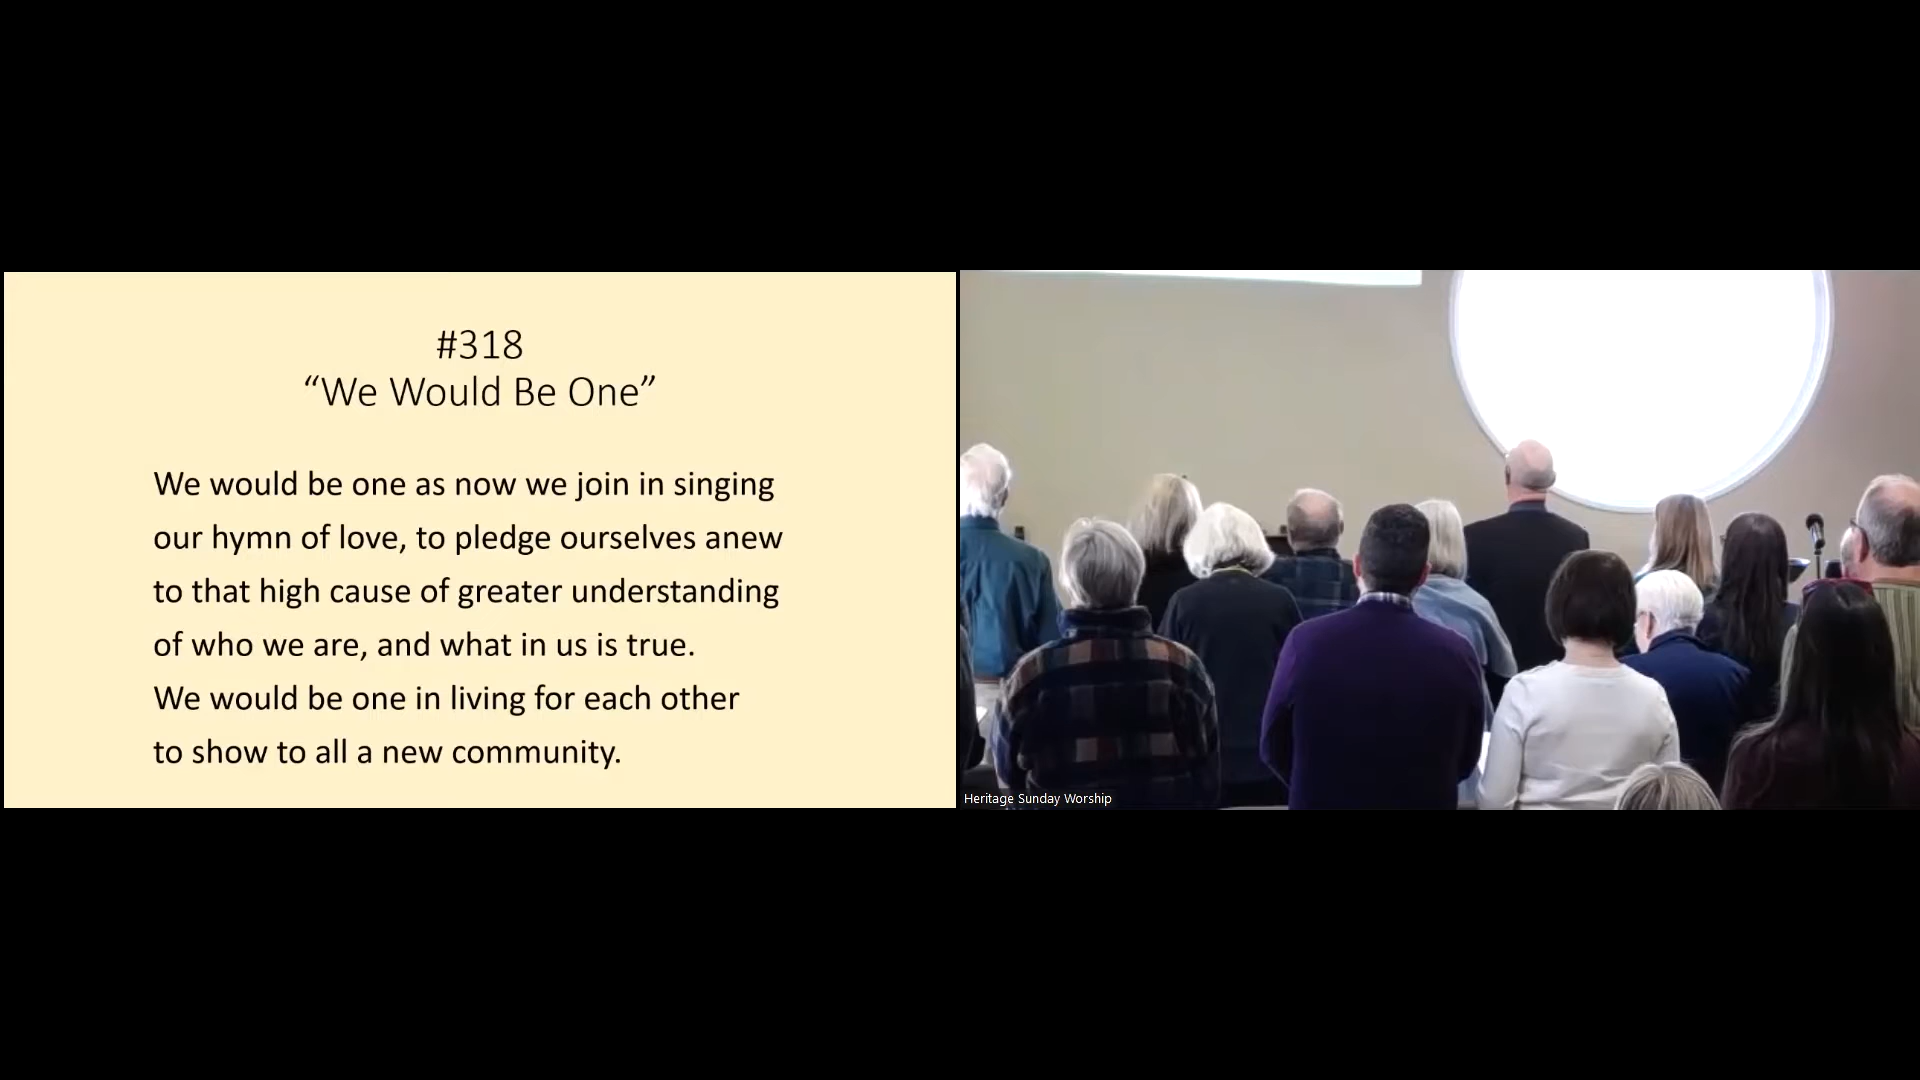 #318
“We Would Be One”
We would be one as now we join in singing
our hymn of love, to pledge ourselves anew
to that high cause of greater understanding
of who we are, and what in us is true.
We would be one in living for each other
to show to all a new community.
Heritage Sunday Worship